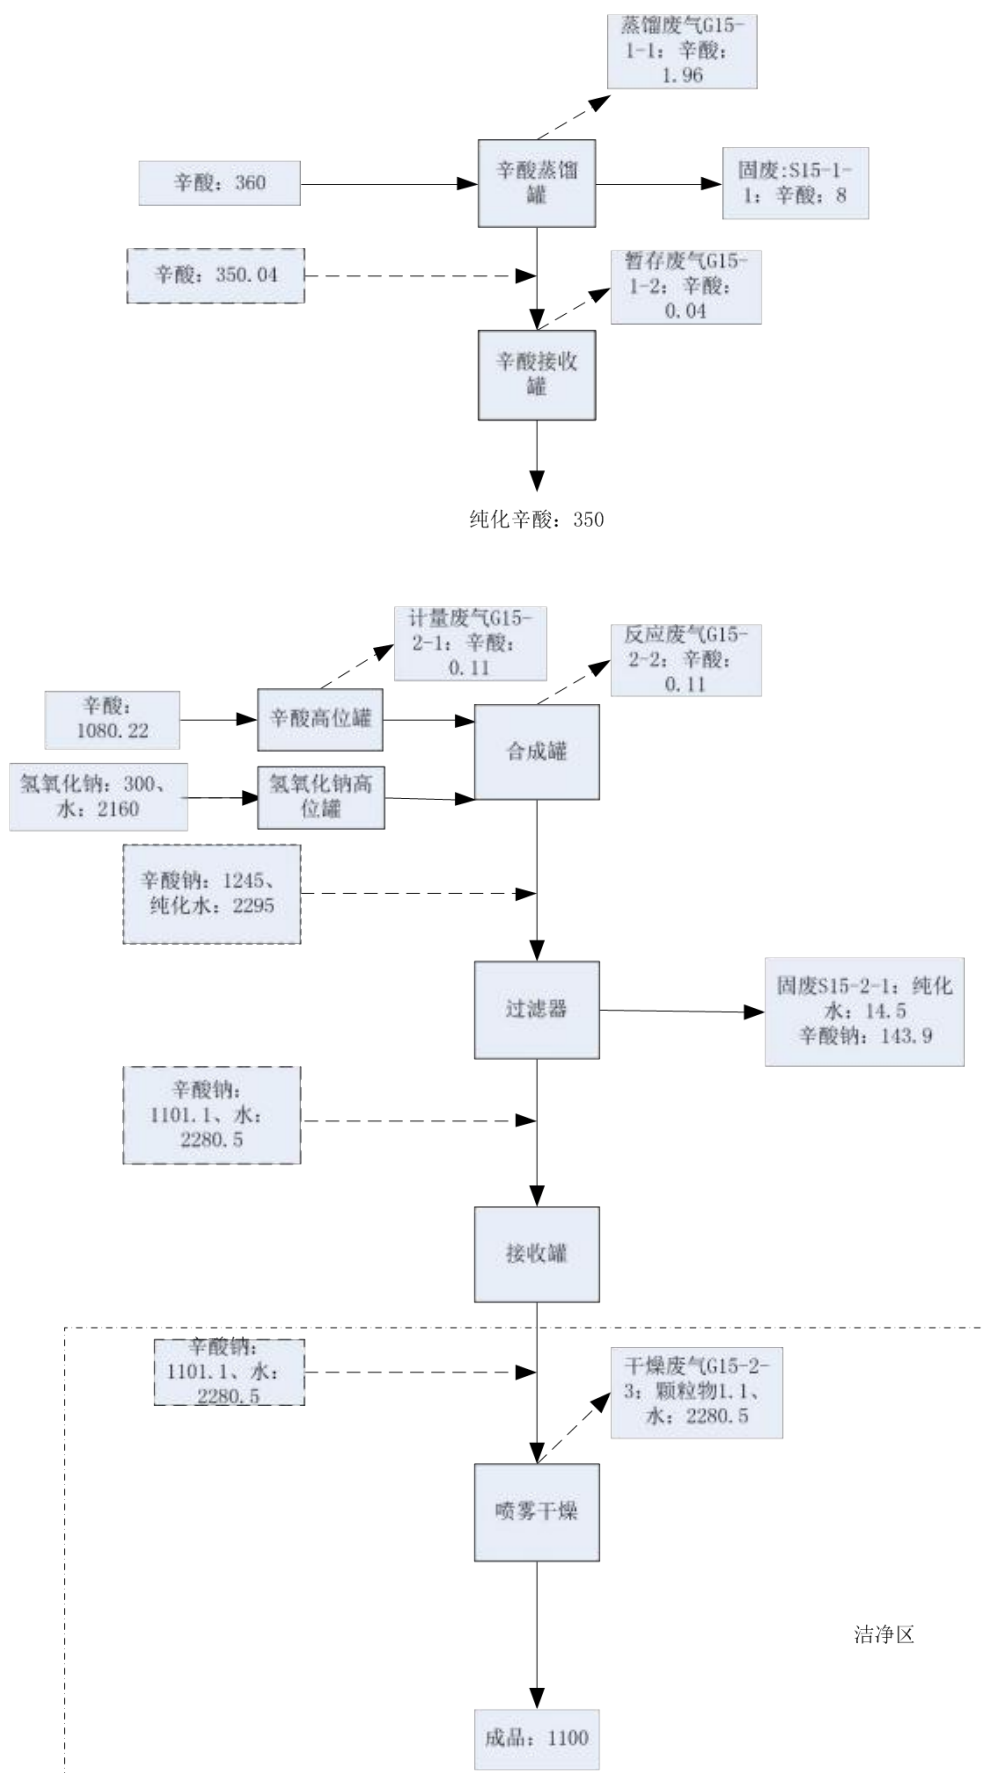 蒸馏废气G15-
1-1：辛酸：
1.96
辛酸：360
辛酸蒸馏
罐
固废:S15-1-
1：辛酸：8
辛酸：350.04
暂存废气G15-
1-2：辛酸：
0.04
辛酸接收
罐
纯化辛酸：350
计量废气G15-
2-1：辛酸：
0.11
反应废气G15-
2-2：辛酸：
0.11
辛酸：
1080.22
辛酸高位罐
合成罐
氢氧化钠：300、
水：2160
氢氧化钠高
位罐
辛酸钠：1245、
纯化水：2295
过滤器
固废S15-2-1：纯化
水：14.5
辛酸钠：143.9
辛酸钠：
1101.1、水：
2280.5
接收罐
辛酸钠：
1101.1、水：
2280.5
干燥废气G15-2-
3：颗粒物1.1、
水：2280.5
喷雾干燥
洁净区
成品：1100